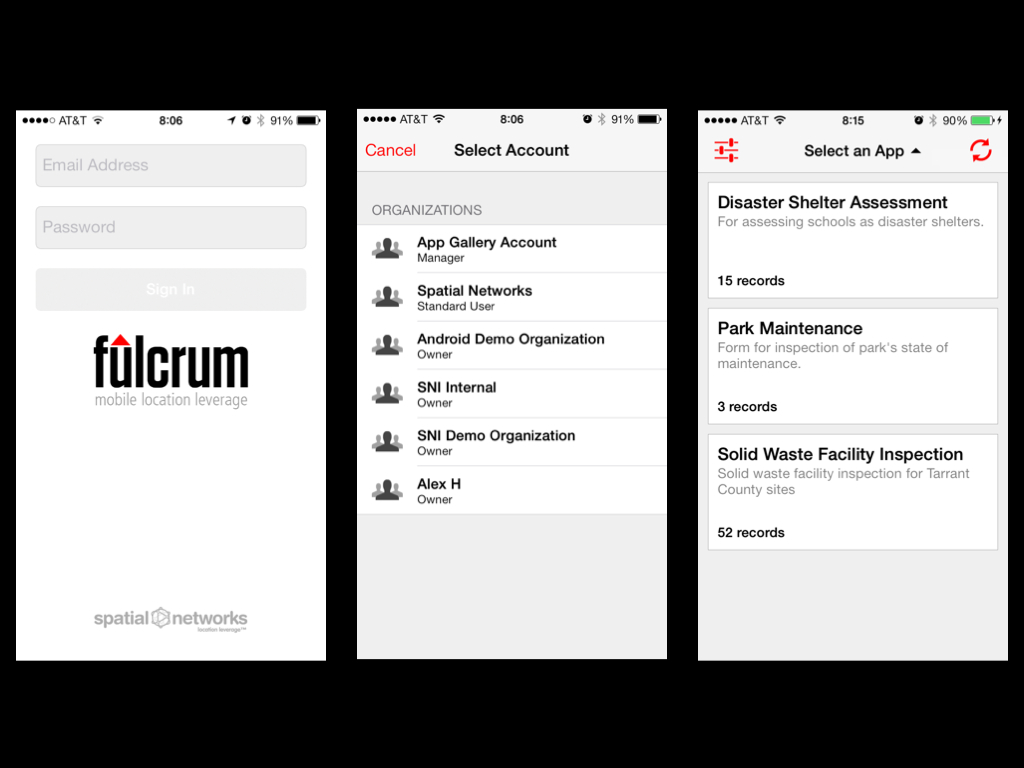 AT&T 8:06 91%
Email Address
Password
Sign In
fulcrum
mobile location leverage
spatial networks
location leverage™
AT&T 8:06 91%
Cancel Select Account
ORGANIZATIONS
App Gallery Account
Manager
Spatial Networks
Standard User
Android Demo Organization
Owner
SNI Internal
Owner
SNI Demo Organization
Owner
Alex H
Owner
AT&T 8:15 90%
Select an App
Disaster Shelter Assessment
For assessing schools as disaster shelters.
15 records
Park Maintenance
Form for inspection of park's state of
maintenance.
3 records
Solid Waste Facility Inspection
Solid waste facility inspection for Tarrant
County sites
52 records